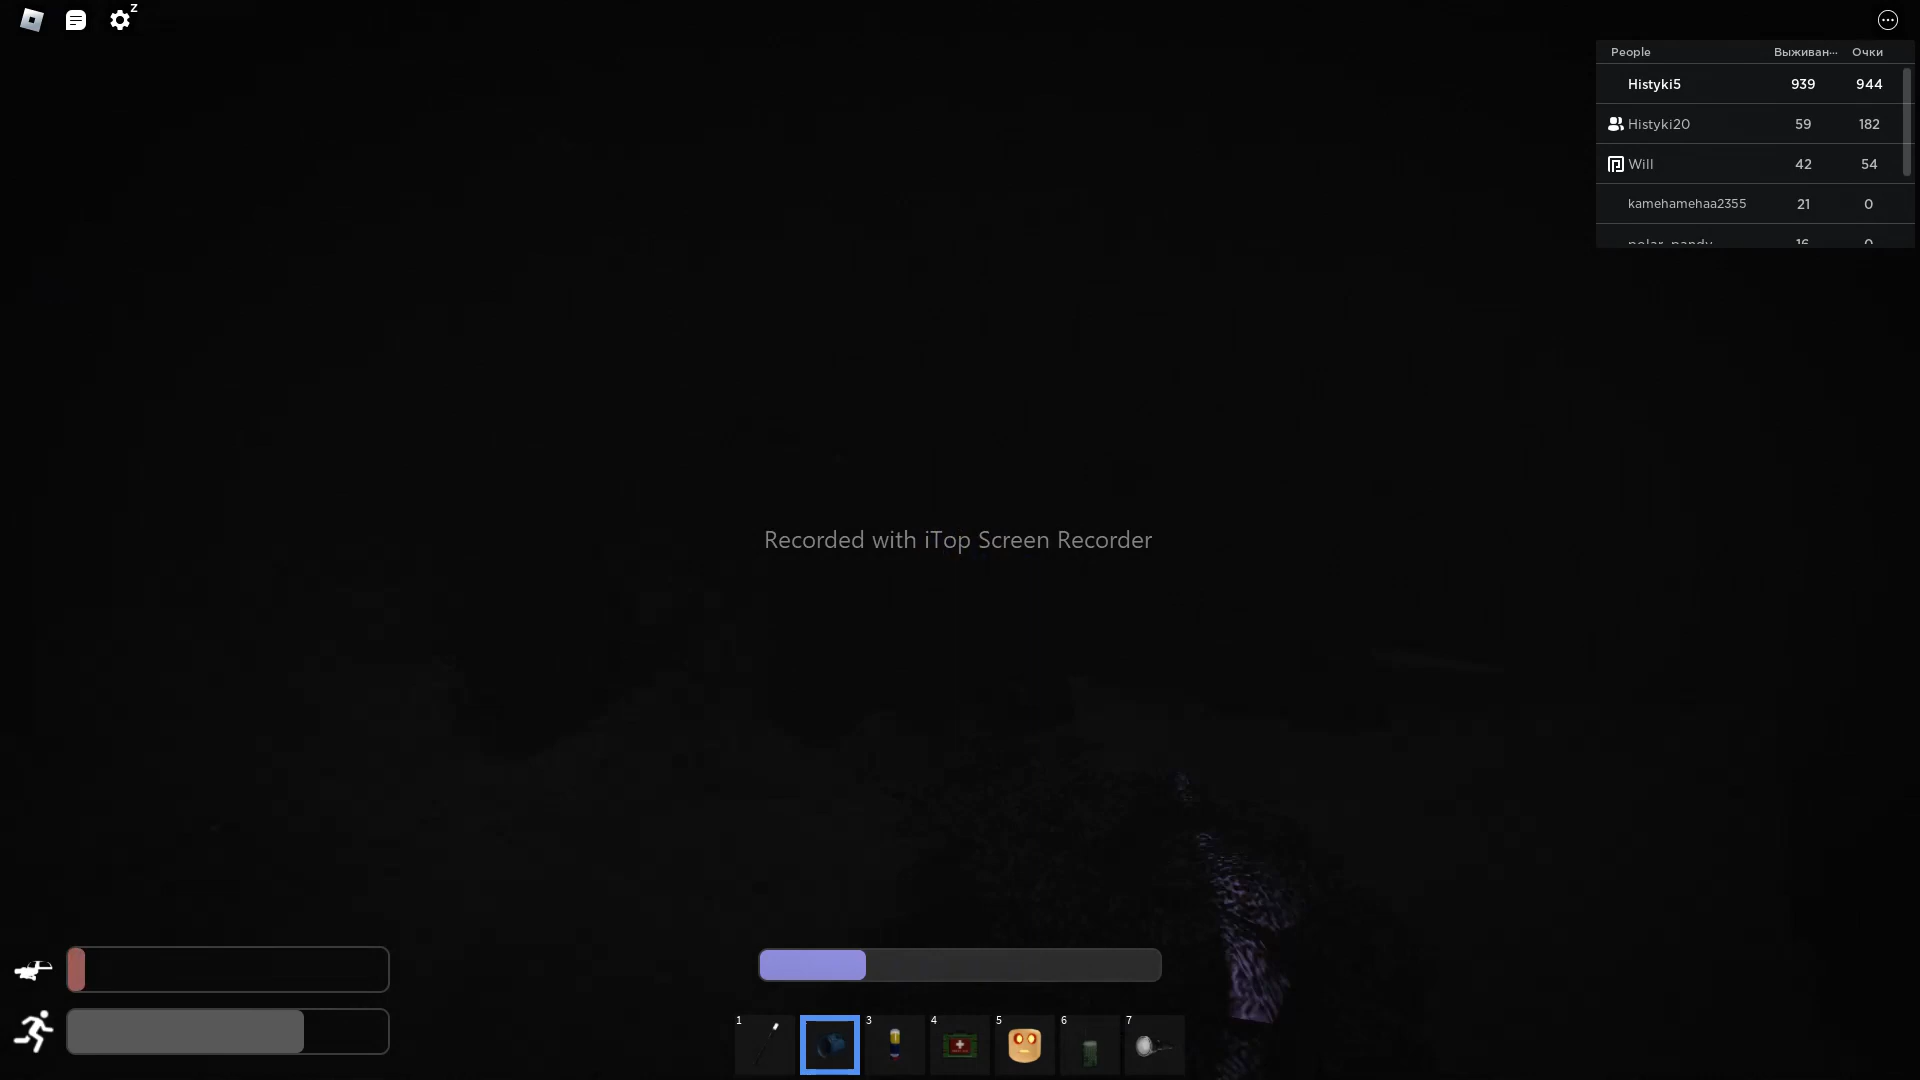 Z
People Выживан··· Очки
Histyki5 939 944
Histyki20 59 182
Will 42 54
kamehamehaa2355 21 0
polar_pandy 16 0
Recorded with iTop Screen Recorder
1 3 4 5 6 7